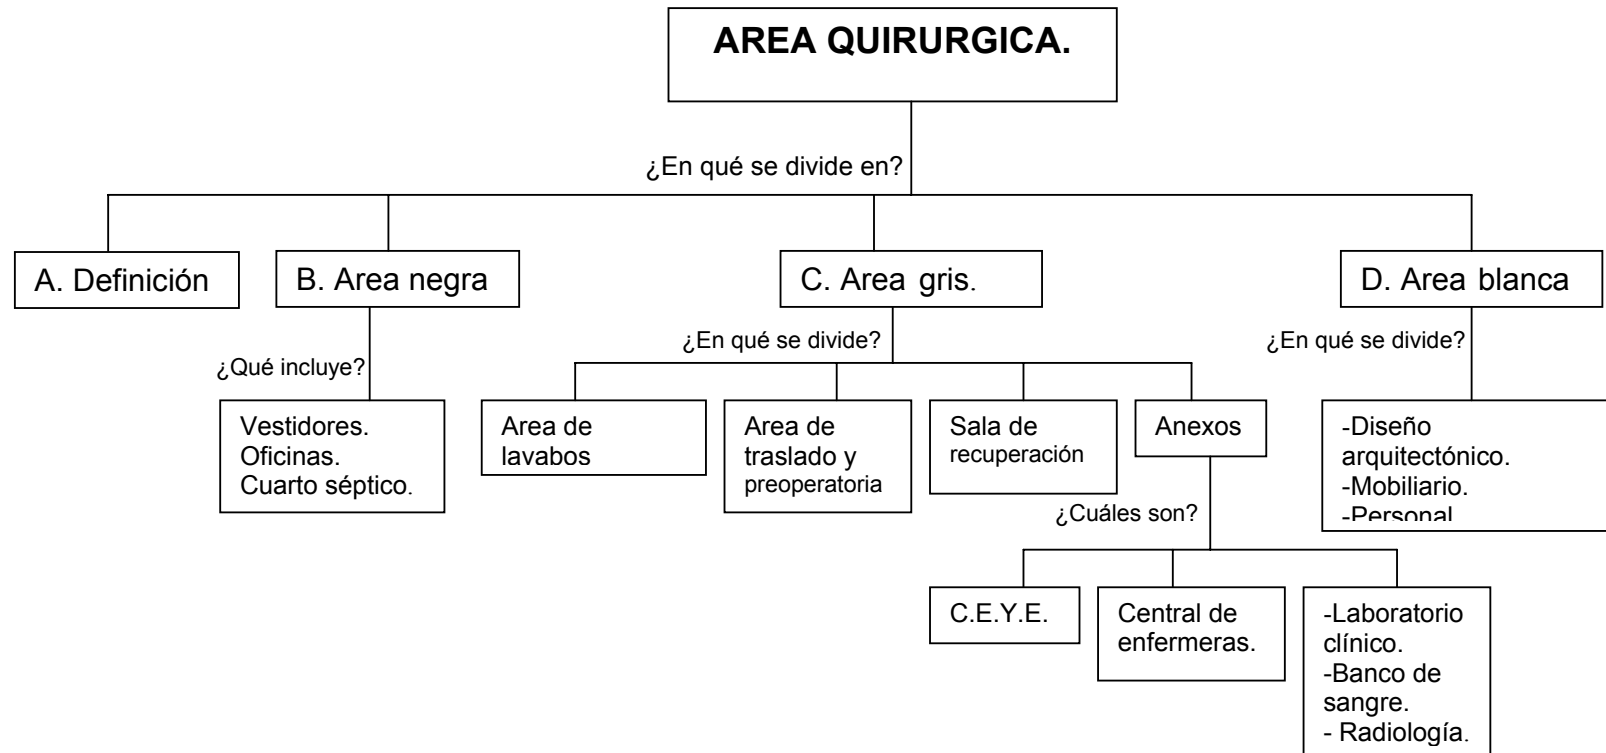 AREA QUIRURGICA.
¿En qué se divide en?
A. Definición
B. Area negra
C. Area gris.
D. Area blanca
¿Qué incluye?
¿En qué se divide?
¿En qué se divide?
Vestidores.
Oficinas.
Cuarto séptico.
Area de
lavabos
Area de
traslado y
preoperatoria
Sala de
recuperación
Anexos
-Diseño
arquitectónico.
-Mobiliario.
-Personal
¿Cuáles son?
C.E.Y.E.
Central de
enfermeras.
-Laboratorio
clínico.
-Banco de
sangre.
- Radiología.